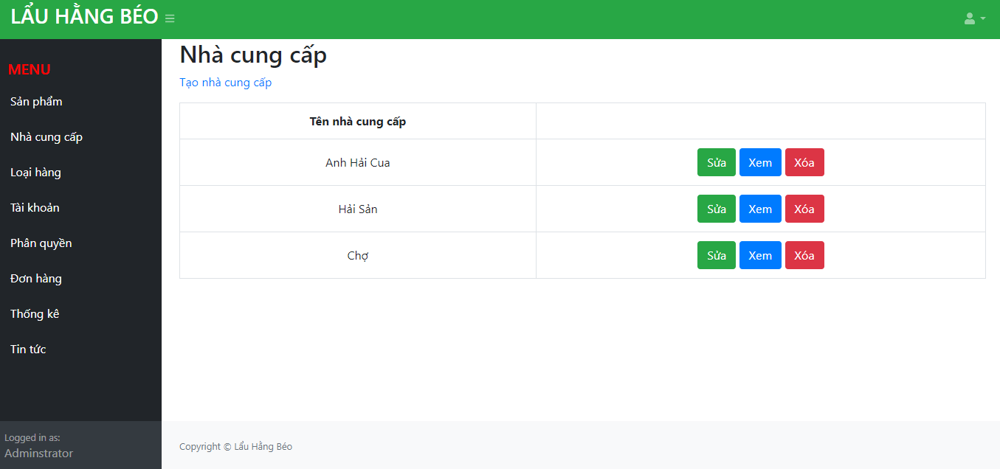 LẨU HẰNG BÉO
MENU
Sản phẩm
Nhà cung cấp
Loại hàng
Tài khoản
Phân quyền
Đơn hàng
Thống kê
Tin tức
Logged in as:
Adminstrator
Nhà cung cấp
Tạo nhà cung cấp
Tên nhà cung cấp
Anh Hải Cua Sửa Xem Xóa
Hải Sản Sửa Xem Xóa
Chợ Sửa Xem Xóa
Copyright © Lẩu Hằng Béo